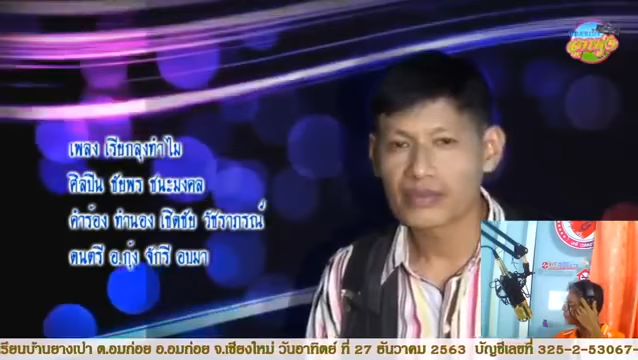 เพลง เรียกลุงทำไม
ศิลปิน ชัยพร ชนะมงคล
คำร้อง ทำนอง เชิดชัย วัชราภรณ์
ดนตรี อ.กุ้ง จักรี อบมา
เรียนบ้านยางเปา ต.อมก๋อย อ.อมก๋อย จ.เชียงใหม่ วันอาทิตย์ ที่ 27 ธันวาคม 2563 บัญชีเลขที่ 325-2-53067-